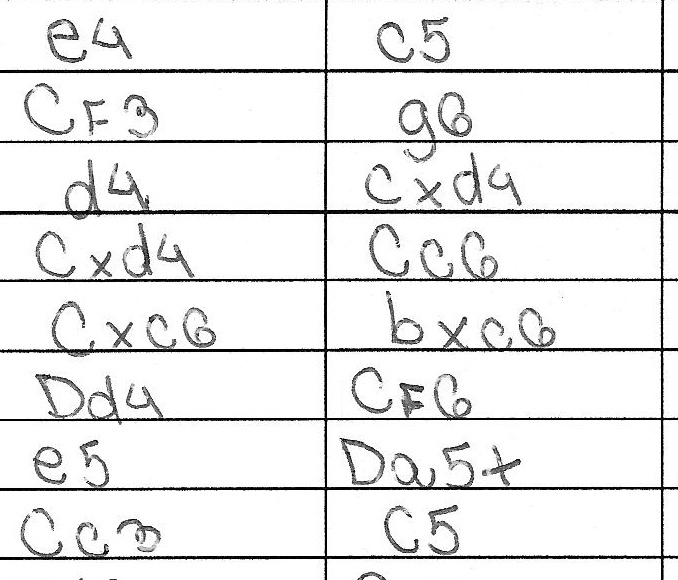 e4 c5
CF3 g6
d4 cxd4
Cxd4 Cc6
Cxc6 bxc6
Dd4 CF6
e5 Da5+
Cc3 c5